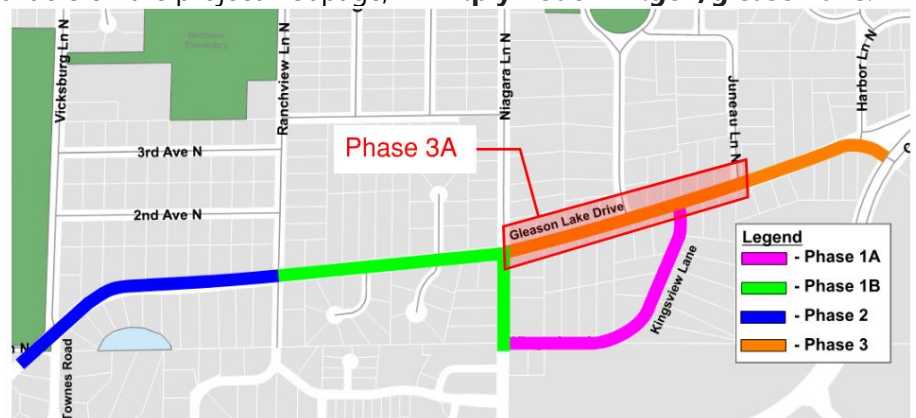 Vicksburg Ln N
Ranchview Ln N
Niagara Ln N
Juneau Ln N
Harbor Ln N
3rd Ave N
Phase 3A
2nd Ave N
Gleason Lake Drive
Kingsview Lane
Townes Road
Legend
- Phase 1A
- Phase 1B
- Phase 2
- Phase 3